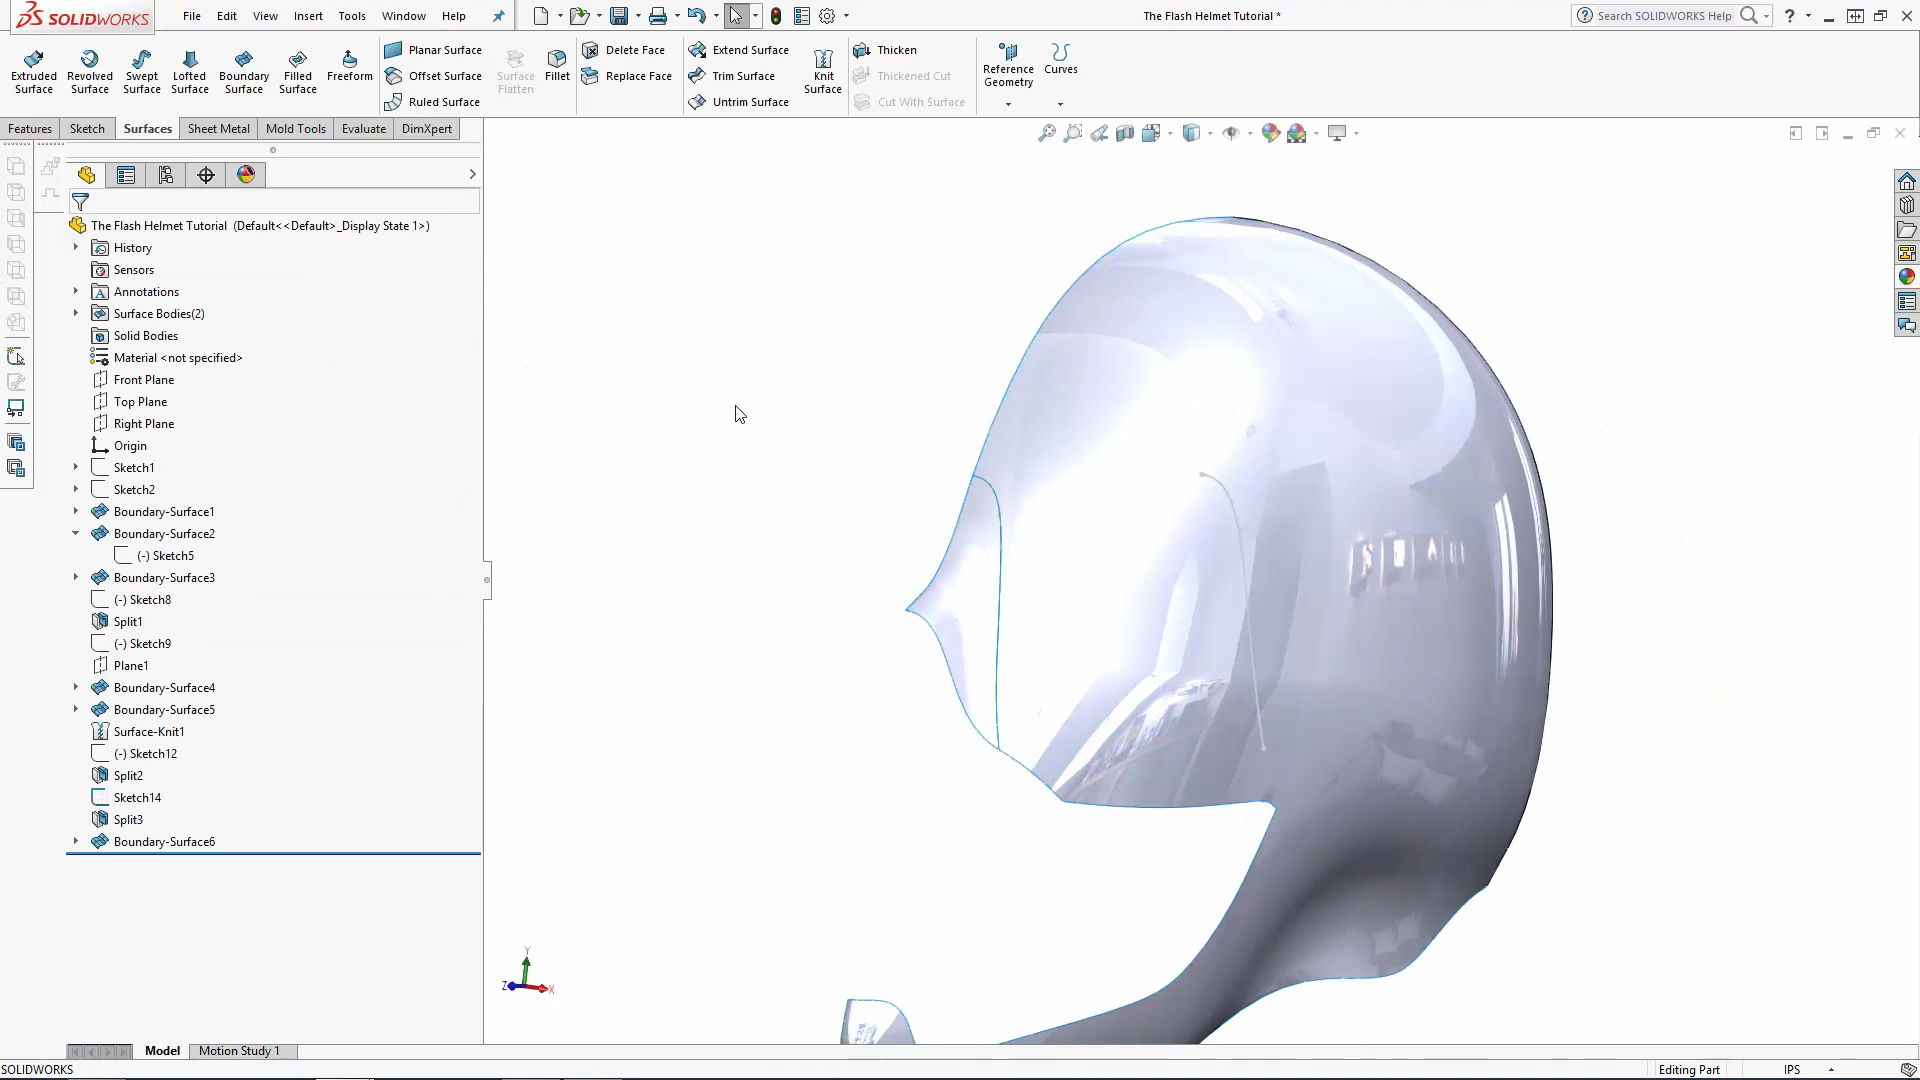 SOLIDWORKS
File Edit View Insert Tools Window Help
The Flash Helmet Tutorial *
Search SOLIDWORKS Help
Extruded Surface
Revolved Surface
Swept Surface
Lofted Surface
Boundary Surface
Filled Surface
Freeform
Planar Surface
Offset Surface
Ruled Surface
Surface Flatten
Fillet
Delete Face
Replace Face
Extend Surface
Trim Surface
Untrim Surface
Knit Surface
Thicken
Thickened Cut
Cut With Surface
Reference Geometry
Curves
Features Sketch Surfaces Sheet Metal Mold Tools Evaluate DimXpert
The Flash Helmet Tutorial (Default<<Default>_Display State 1>)
History
Sensors
Annotations
Surface Bodies(2)
Solid Bodies
Material <not specified>
Front Plane
Top Plane
Right Plane
Origin
Sketch1
Sketch2
Boundary-Surface1
Boundary-Surface2
(-) Sketch5
Boundary-Surface3
(-) Sketch8
Split1
(-) Sketch9
Plane1
Boundary-Surface4
Boundary-Surface5
Surface-Knit1
(-) Sketch12
Split2
Sketch14
Split3
Boundary-Surface6
Y
Z X
Model Motion Study 1
SOLIDWORKS
Editing Part
IPS